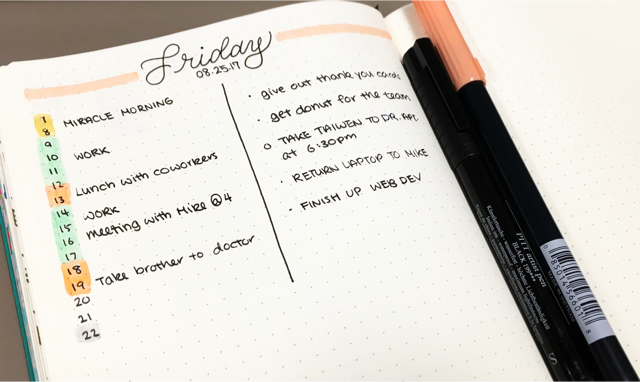 Friday
08.25.17
7 MIRACLE MORNING
8
9
10 WORK
11
12 Lunch with coworkers
13
14 WORK
15 meeting with Mike @4
16
17
18 Take brother to doctor
19
20
21
22
· give out thank you cards
· get donut for the team
o TAKE TAIWEN TO DR. APT.
at 6:30pm
· RETURN LAPTOP TO MIKE
· FINISH UP WEB DEV
PITT artist pen
BLACK